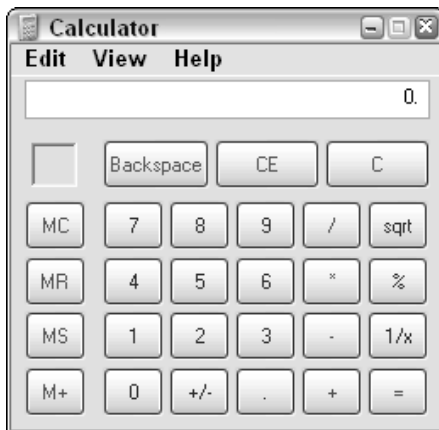 Calculator
Edit View Help
0.
Backspace CE C
MC 7 8 9 / sqrt
MR 4 5 6 * %
MS 1 2 3 - 1/x
M+ 0 +/- . + =